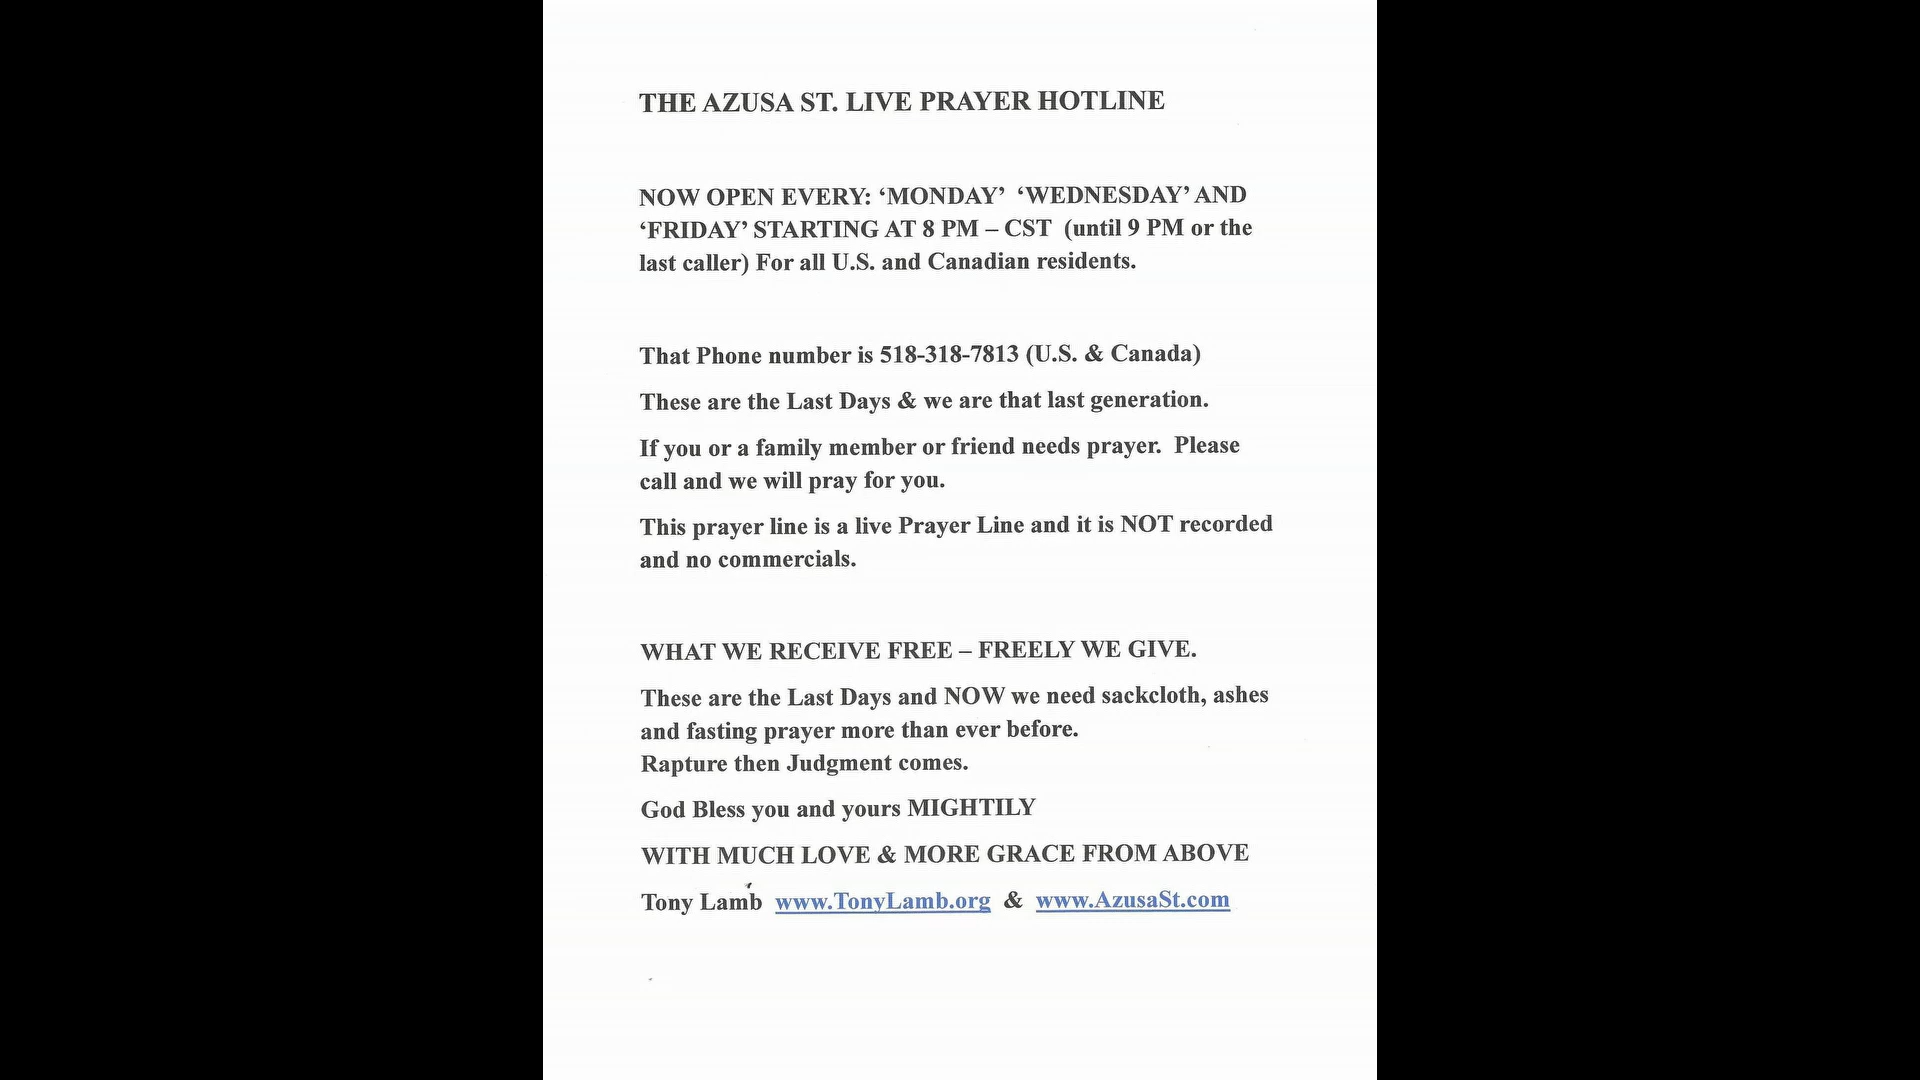 THE AZUSA ST. LIVE PRAYER HOTLINE
NOW OPEN EVERY: ‘MONDAY’  ‘WEDNESDAY’ AND
‘FRIDAY’ STARTING AT 8 PM – CST  (until 9 PM or the
last caller) For all U.S. and Canadian residents.
That Phone number is 518-318-7813 (U.S. & Canada)
These are the Last Days & we are that last generation.
If you or a family member or friend needs prayer.  Please
call and we will pray for you.
This prayer line is a live Prayer Line and it is NOT recorded
and no commercials.
WHAT WE RECEIVE FREE – FREELY WE GIVE.
These are the Last Days and NOW we need sackcloth, ashes
and fasting prayer more than ever before.
Rapture then Judgment comes.
God Bless you and yours MIGHTILY
WITH MUCH LOVE & MORE GRACE FROM ABOVE
Tony Lamb  www.TonyLamb.org  &  www.AzusaSt.com